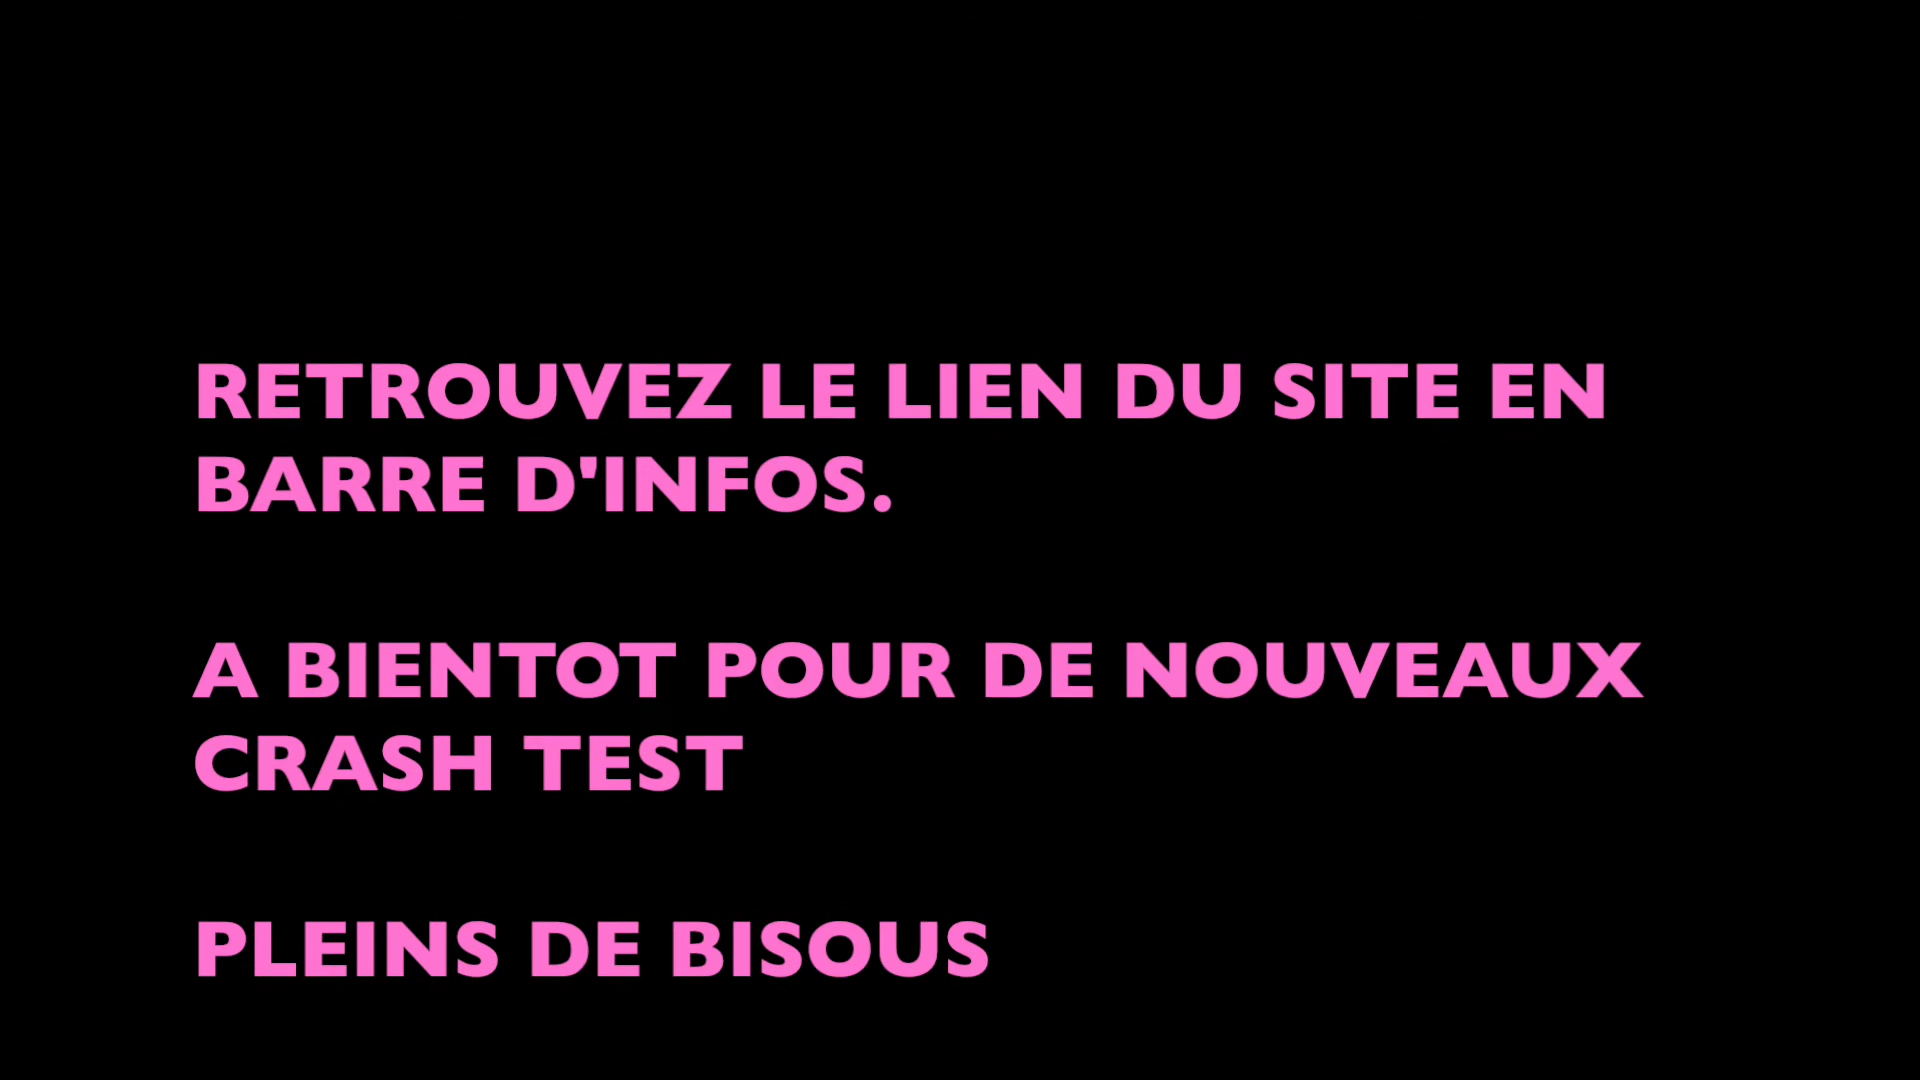 RETROUVEZ LE LIEN DU SITE EN
BARRE D'INFOS.
A BIENTOT POUR DE NOUVEAUX
CRASH TEST
PLEINS DE BISOUS